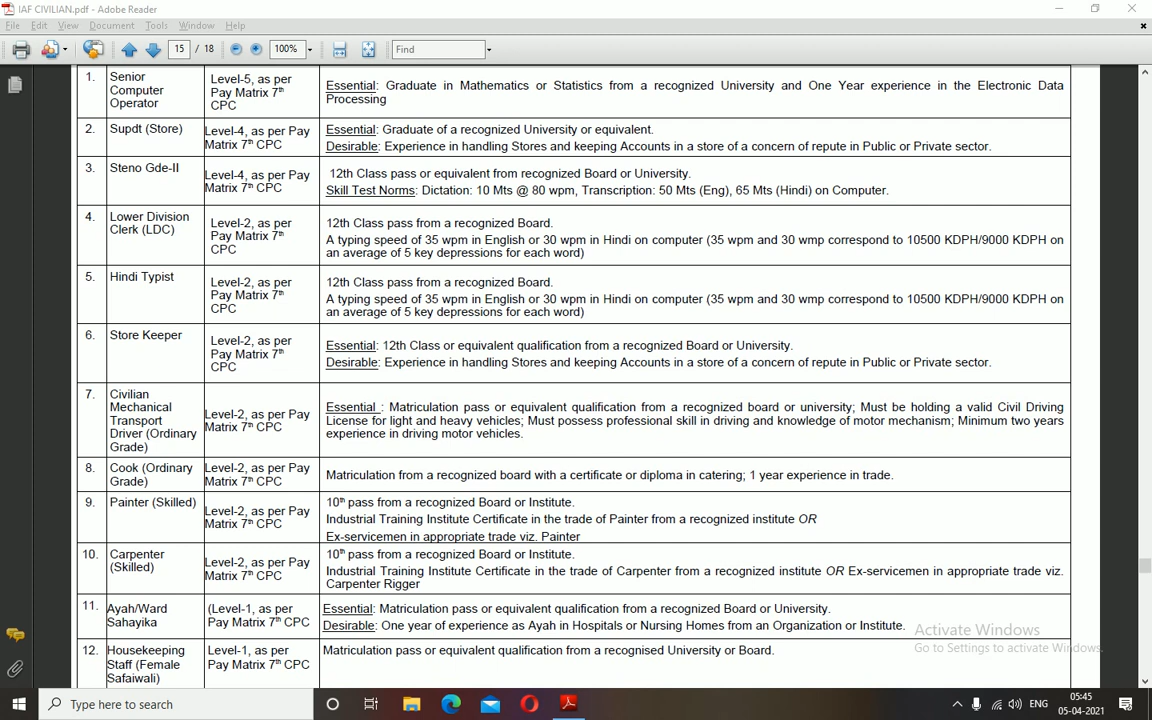 IAF CIVILIAN.pdf - Adobe Reader
File Edit View Document Tools Window Help
15 / 18 100% Find
1. Senior Computer Operator
Level-5, as per Pay Matrix 7th CPC
Essential: Graduate in Mathematics or Statistics from a recognized University and One Year experience in the Electronic Data
Processing
2. Supdt (Store)
Level-4, as per Pay Matrix 7th CPC
Essential: Graduate of a recognized University or equivalent.
Desirable: Experience in handling Stores and keeping Accounts in a store of a concern of repute in Public or Private sector.
3. Steno Gde-II
Level-4, as per Pay Matrix 7th CPC
12th Class pass or equivalent from recognized Board or University.
Skill Test Norms: Dictation: 10 Mts @ 80 wpm, Transcription: 50 Mts (Eng), 65 Mts (Hindi) on Computer.
4. Lower Division Clerk (LDC)
Level-2, as per Pay Matrix 7th CPC
12th Class pass from a recognized Board.
A typing speed of 35 wpm in English or 30 wpm in Hindi on computer (35 wpm and 30 wmp correspond to 10500 KDPH/9000 KDPH on
an average of 5 key depressions for each word)
5. Hindi Typist
Level-2, as per Pay Matrix 7th CPC
12th Class pass from a recognized Board.
A typing speed of 35 wpm in English or 30 wpm in Hindi on computer (35 wpm and 30 wmp correspond to 10500 KDPH/9000 KDPH on
an average of 5 key depressions for each word)
6. Store Keeper
Level-2, as per Pay Matrix 7th CPC
Essential: 12th Class or equivalent qualification from a recognized Board or University.
Desirable: Experience in handling Stores and keeping Accounts in a store of a concern of repute in Public or Private sector.
7. Civilian Mechanical Transport Driver (Ordinary Grade)
Level-2, as per Pay Matrix 7th CPC
Essential : Matriculation pass or equivalent qualification from a recognized board or university; Must be holding a valid Civil Driving
License for light and heavy vehicles; Must possess professional skill in driving and knowledge of motor mechanism; Minimum two years
experience in driving motor vehicles.
8. Cook (Ordinary Grade)
Level-2, as per Pay Matrix 7th CPC
Matriculation from a recognized board with a certificate or diploma in catering; 1 year experience in trade.
9. Painter (Skilled)
Level-2, as per Pay Matrix 7th CPC
10th pass from a recognized Board or Institute.
Industrial Training Institute Certificate in the trade of Painter from a recognized institute OR
Ex-servicemen in appropriate trade viz. Painter
10. Carpenter (Skilled)
Level-2, as per Pay Matrix 7th CPC
10th pass from a recognized Board or Institute.
Industrial Training Institute Certificate in the trade of Carpenter from a recognized institute OR Ex-servicemen in appropriate trade viz.
Carpenter Rigger
11. Ayah/Ward Sahayika
(Level-1, as per Pay Matrix 7th CPC
Essential: Matriculation pass or equivalent qualification from a recognized Board or University.
Desirable: One year of experience as Ayah in Hospitals or Nursing Homes from an Organization or Institute.
12. Housekeeping Staff (Female Safaiwali)
Level-1, as per Pay Matrix 7th CPC
Matriculation pass or equivalent qualification from a recognised University or Board.
Activate Windows
Go to Settings to activate Windows.
Type here to search
ENG
05:45
05-04-2021